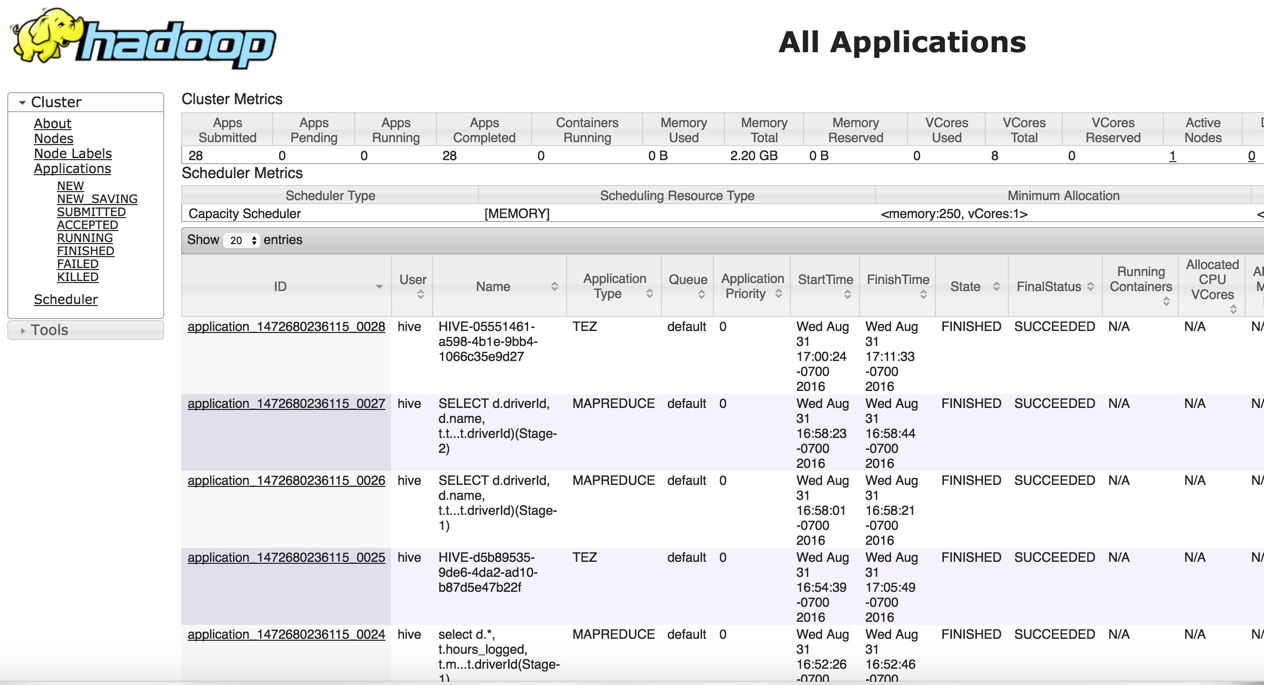 hadoop
All Applications
Cluster
About
Nodes
Node Labels
Applications
NEW
NEW_SAVING
SUBMITTED
ACCEPTED
RUNNING
FINISHED
FAILED
KILLED
Scheduler
Tools
Cluster Metrics
Apps Submitted Apps Pending Apps Running Apps Completed Containers Running Memory Used Memory Total Memory Reserved VCores Used VCores Total VCores Reserved Active Nodes
28 0 0 28 0 0 B 2.20 GB 0 B 0 8 0 1 0
Scheduler Metrics
Scheduler Type Scheduling Resource Type Minimum Allocation
Capacity Scheduler [MEMORY] <memory:250, vCores:1> <
Show 20 entries
ID User Name Application Type Queue Application Priority StartTime FinishTime State FinalStatus Running Containers Allocated CPU VCores
application_1472680236115_0028 hive HIVE-05551461-a598-4b1e-9bb4-1066c35e9d27 TEZ default 0 Wed Aug 31 17:00:24 -0700 2016 Wed Aug 31 17:11:33 -0700 2016 FINISHED SUCCEEDED N/A N/A N/
application_1472680236115_0027 hive SELECT d.driverId, d.name, t.t...t.driverId)(Stage-2) MAPREDUCE default 0 Wed Aug 31 16:58:23 -0700 2016 Wed Aug 31 16:58:44 -0700 2016 FINISHED SUCCEEDED N/A N/A N/
application_1472680236115_0026 hive SELECT d.driverId, d.name, t.t...t.driverId)(Stage-1) MAPREDUCE default 0 Wed Aug 31 16:58:01 -0700 2016 Wed Aug 31 16:58:21 -0700 2016 FINISHED SUCCEEDED N/A N/A N/
application_1472680236115_0025 hive HIVE-d5b89535-9de6-4da2-ad10-b87d5e47b22f TEZ default 0 Wed Aug 31 16:54:39 -0700 2016 Wed Aug 31 17:05:49 -0700 2016 FINISHED SUCCEEDED N/A N/A N/
application_1472680236115_0024 hive select d.*, t.hours_logged, t.m...t.driverId(Stage-1) MAPREDUCE default 0 Wed Aug 31 16:52:26 -0700 Wed Aug 31 16:52:46 -0700 FINISHED SUCCEEDED N/A N/A N/